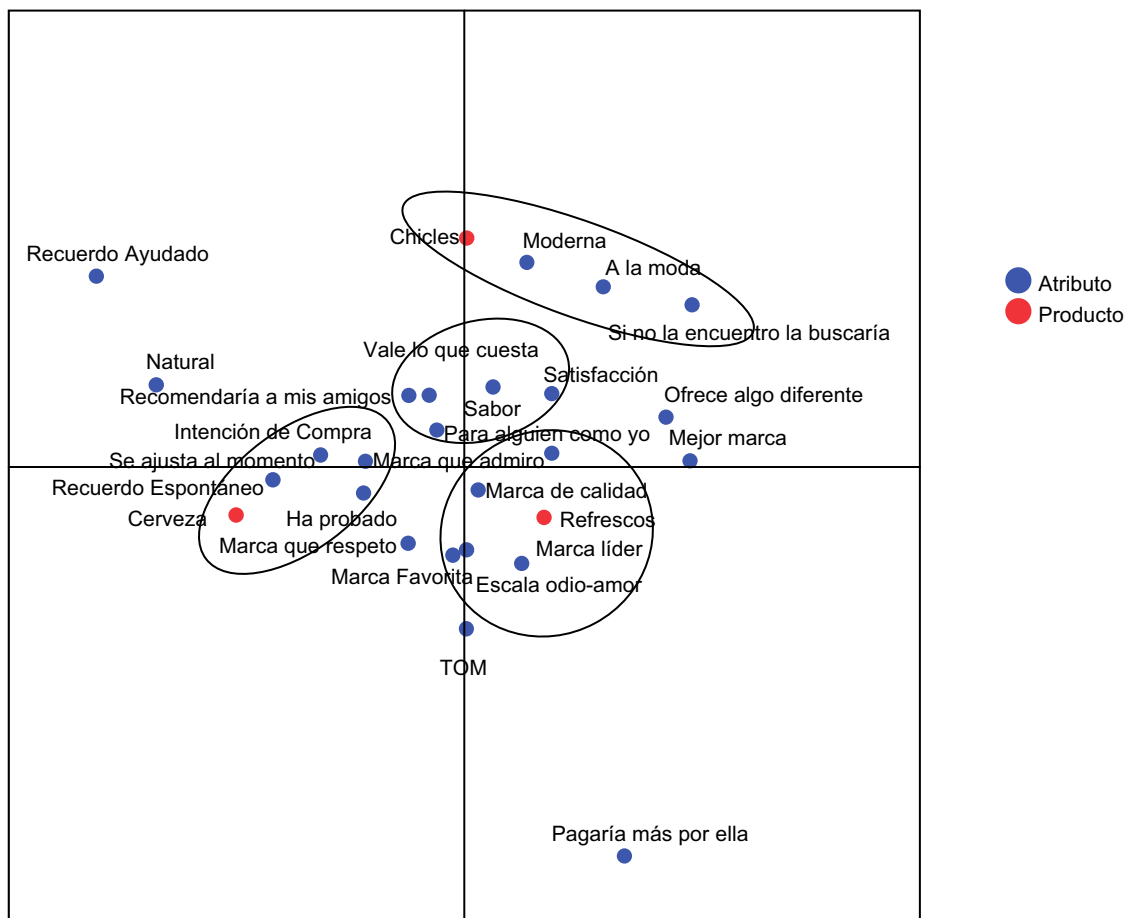 Chicles
Moderna
Recuerdo Ayudado
A la moda
Atributo
Producto
Si no la encuentro la buscaría
Vale lo que cuesta
Natural
Satisfacción
Recomendaría a mis amigos
Sabor
Ofrece algo diferente
Intención de Compra
Para alguien como yo
Mejor marca
Se ajusta al momento
Marca que admiro
Recuerdo Espontáneo
Marca de calidad
Cerveza
Ha probado
Refrescos
Marca que respeto
Marca líder
Marca Favorita
Escala odio-amor
TOM
Pagaría más por ella